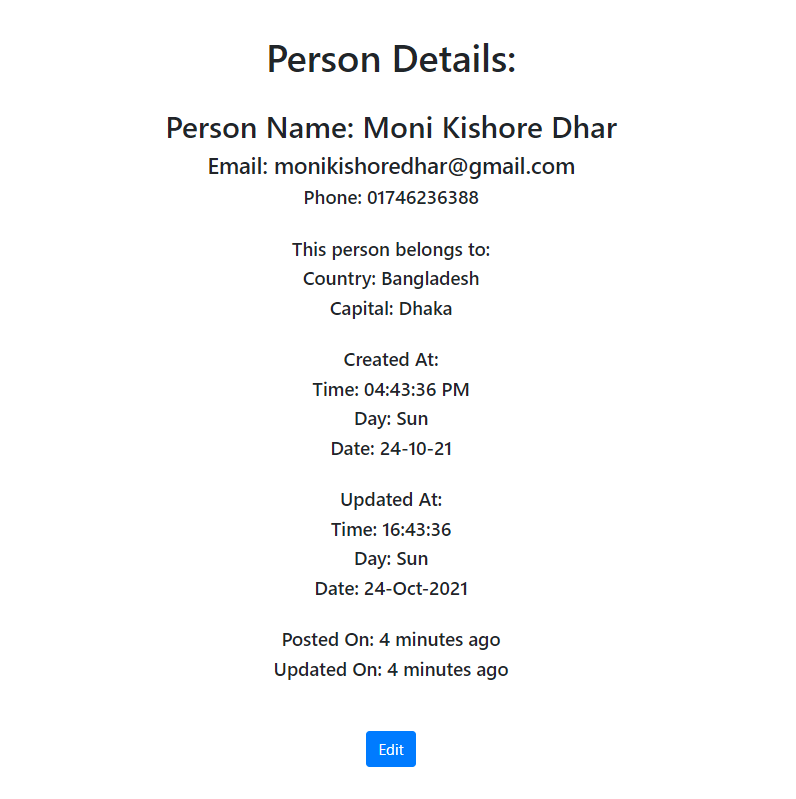 Person Details:
Person Name: Moni Kishore Dhar
Email: monikishoredhar@gmail.com
Phone: 01746236388
This person belongs to:
Country: Bangladesh
Capital: Dhaka
Created At:
Time: 04:43:36 PM
Day: Sun
Date: 24-10-21
Updated At:
Time: 16:43:36
Day: Sun
Date: 24-Oct-2021
Posted On: 4 minutes ago
Updated On: 4 minutes ago
Edit